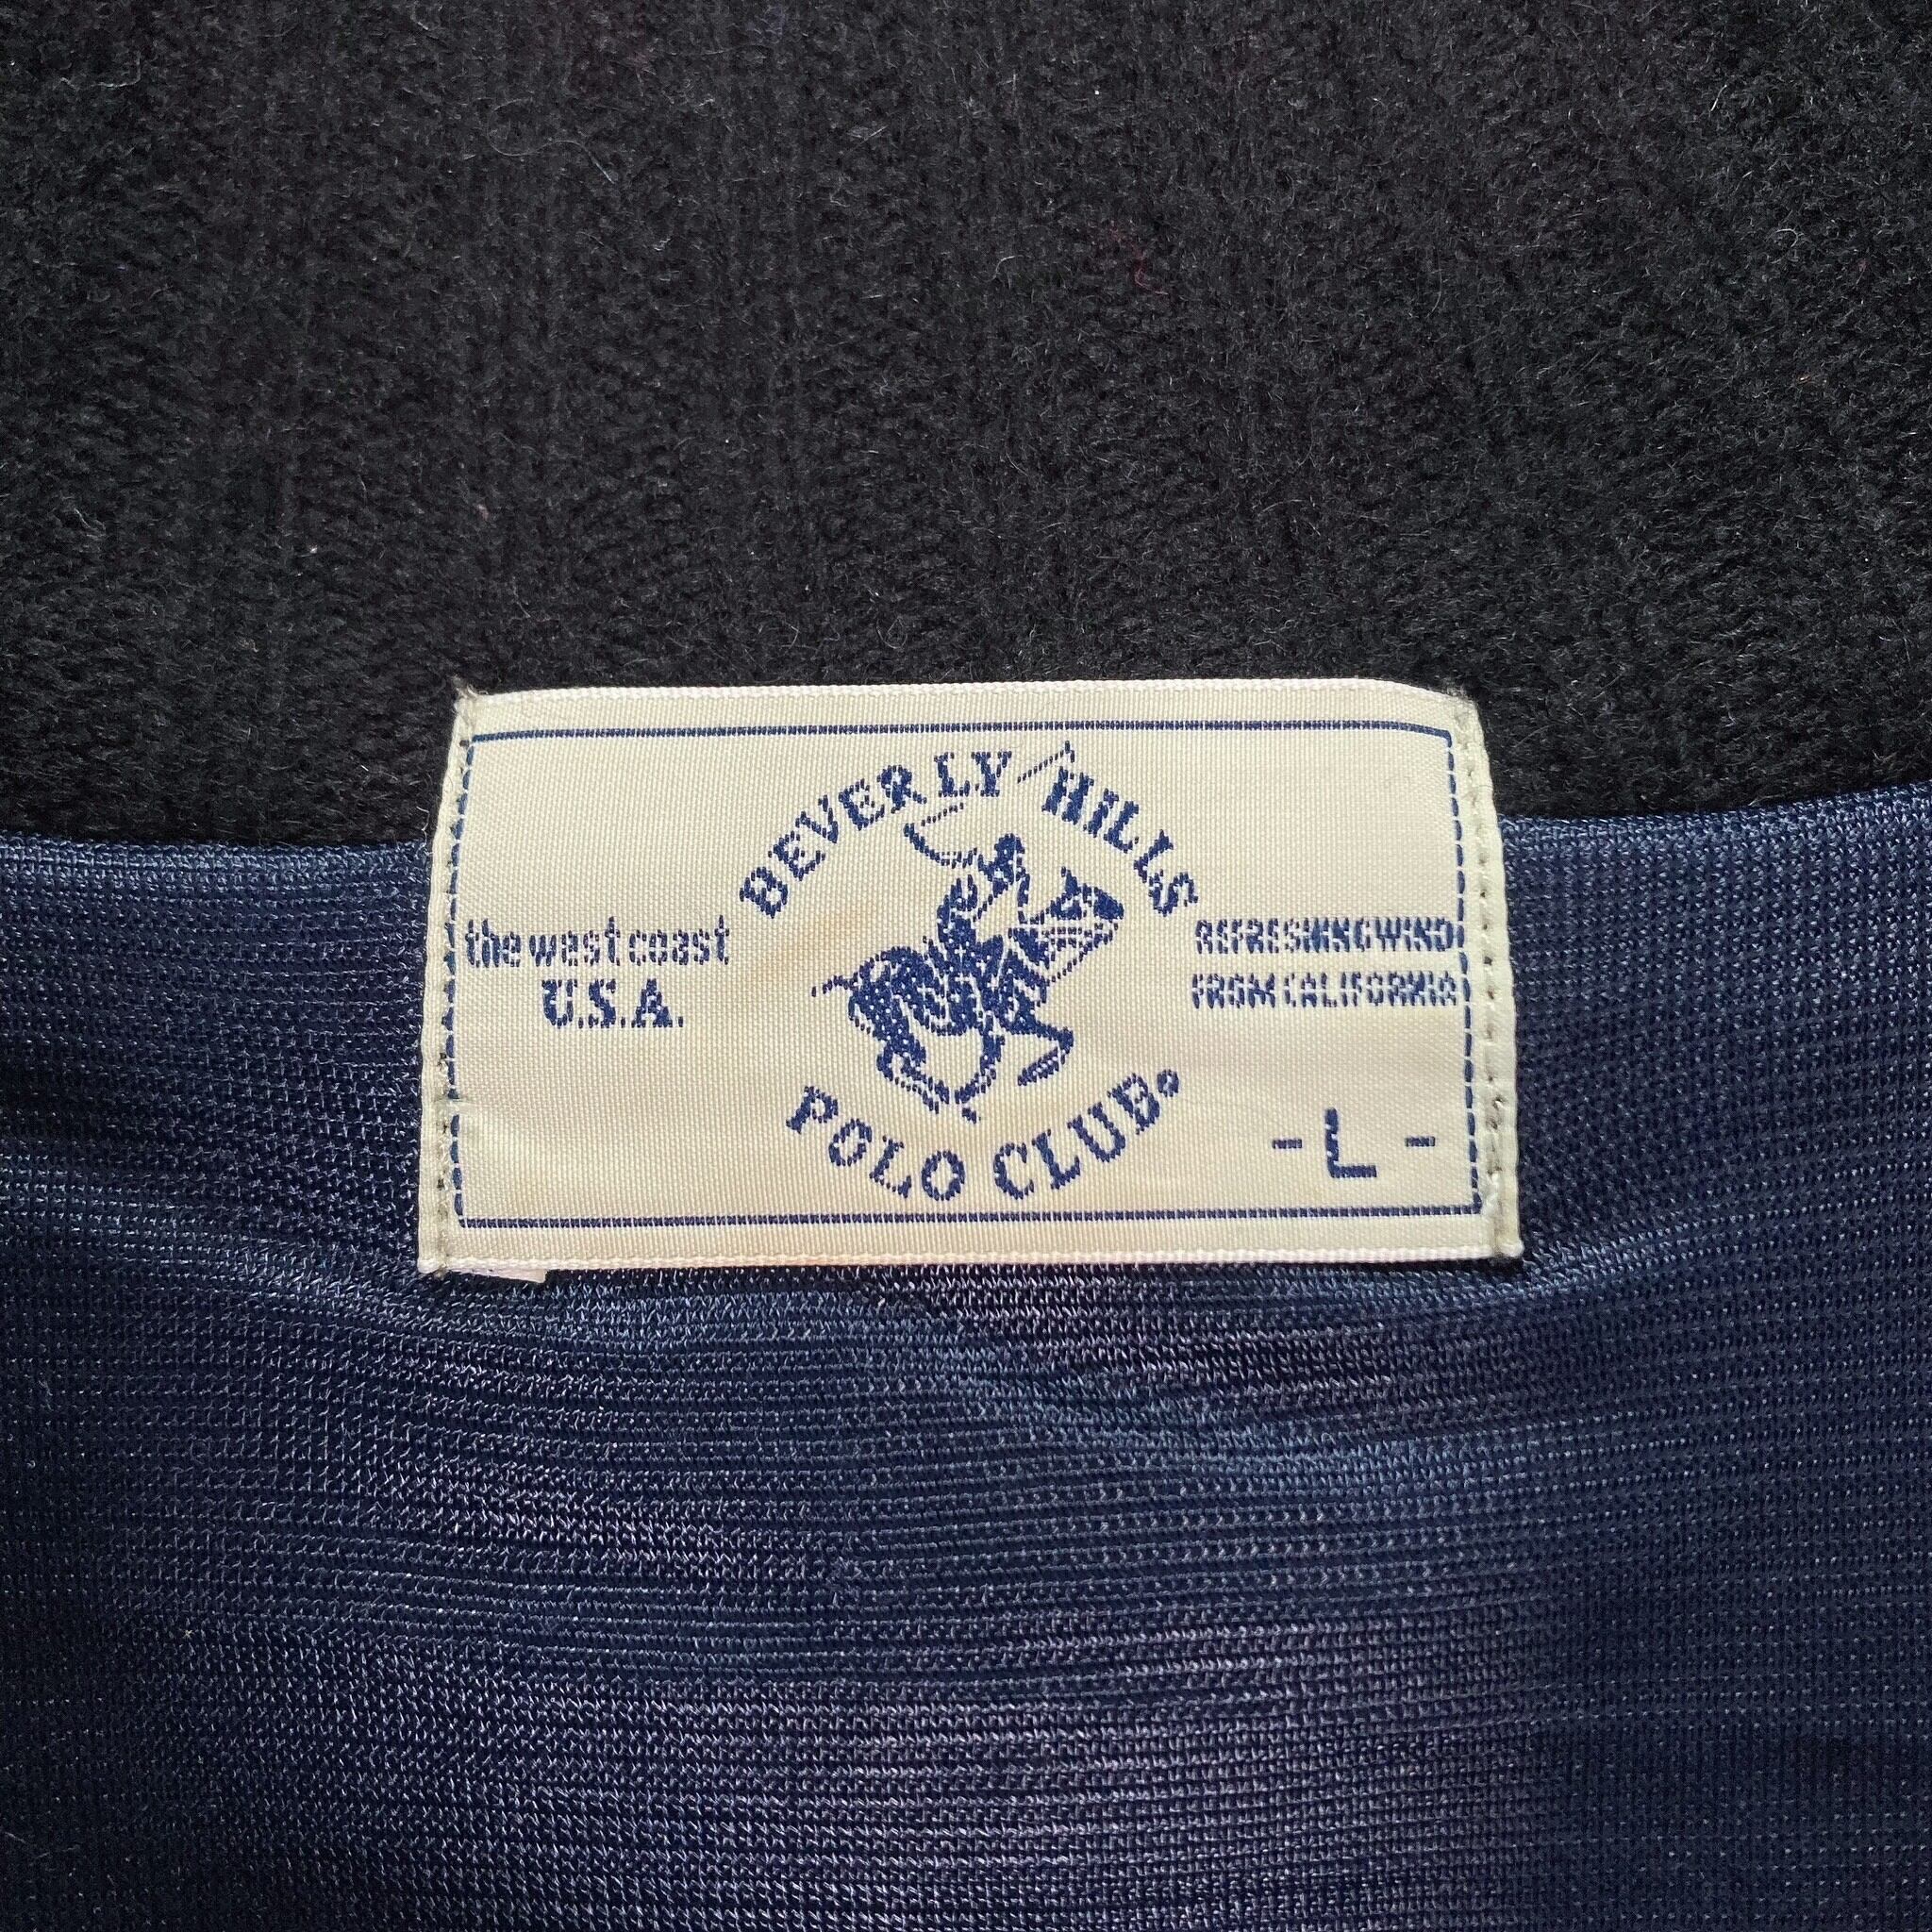 BEVERLY HiLLS
the west coast
U.S.A.
REFRESHING WIND
FROM CALIFORNIA
POLO CLUB
- L -